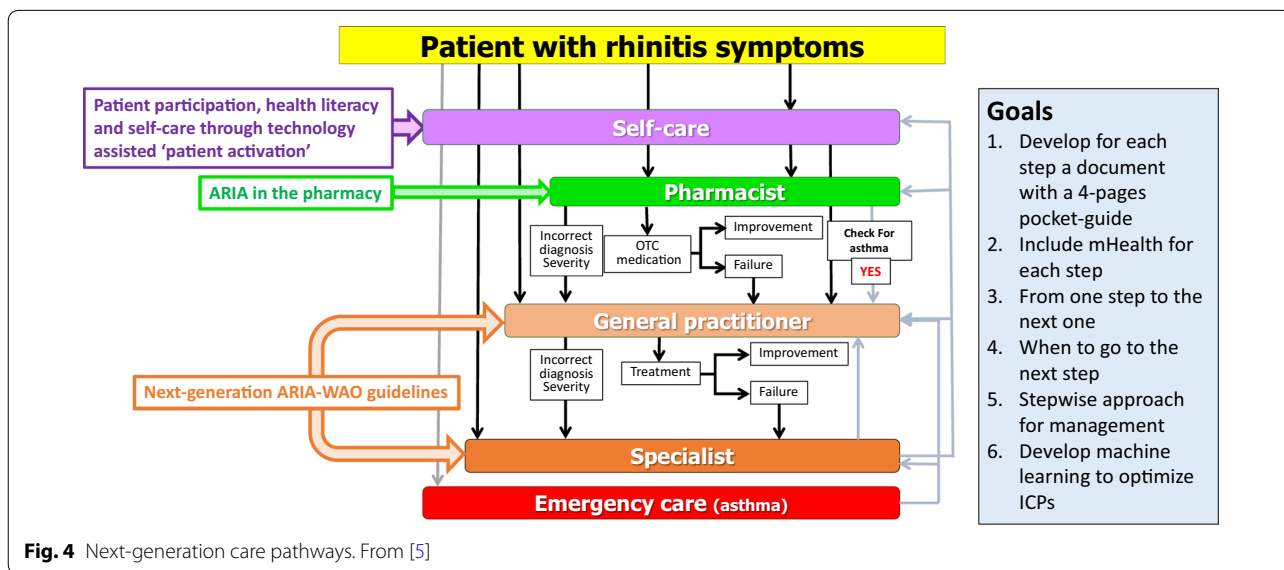 Patient with rhinitis symptoms
Patient participation, health literacy
and self-care through technology
assisted ‘patient activation’
Self-care
ARIA in the pharmacy
Pharmacist
Incorrect
diagnosis
Severity
OTC
medication
Improvement
Failure
Check For
asthma
YES
General practitioner
Incorrect
diagnosis
Severity
Treatment
Improvement
Failure
Next-generation ARIA-WAO guidelines
Specialist
Emergency care (asthma)
Goals
1. Develop for each
step a document
with a 4-pages
pocket-guide
2. Include mHealth for
each step
3. From one step to the
next one
4. When to go to the
next step
5. Stepwise approach
for management
6. Develop machine
learning to optimize
ICPs
Fig. 4 Next-generation care pathways. From [5]